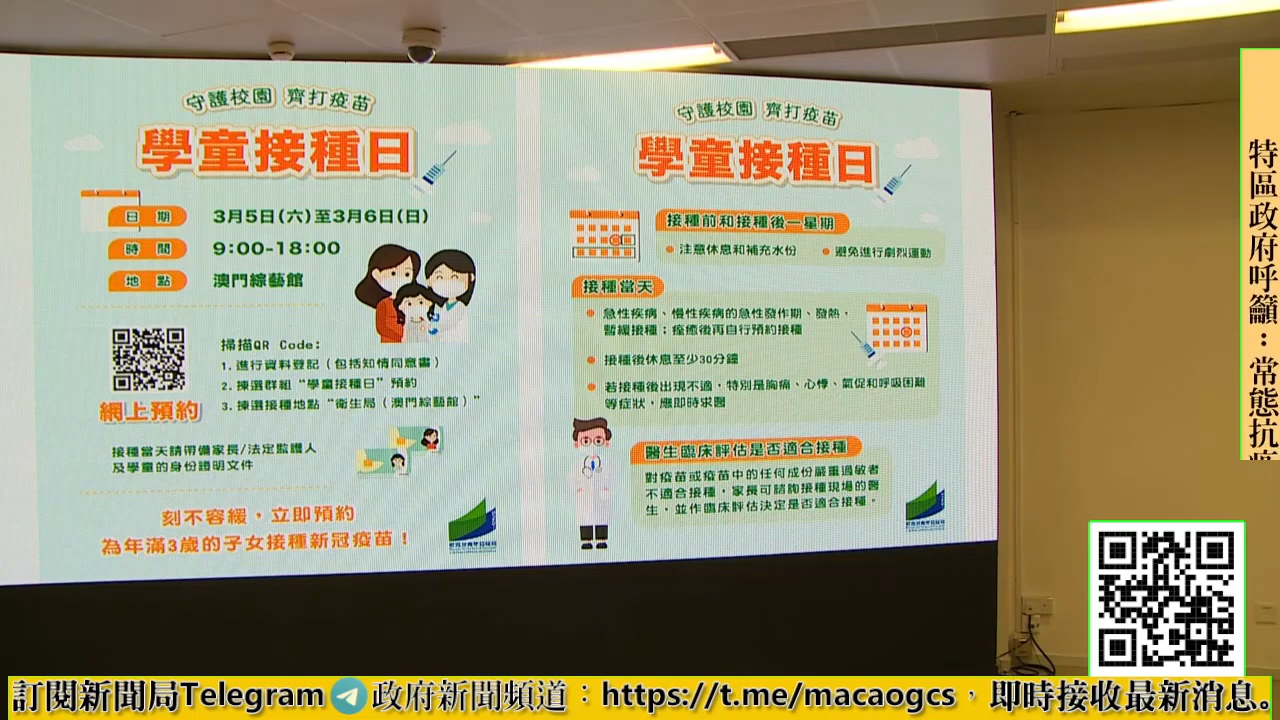 守護校園 齊打疫苗
學童接種日
日期 3月5日(六)至3月6日(日)
時間 9:00-18:00
地點 澳門綜藝館
掃描QR Code:
1. 進行資料登記（包括知情同意書）
2. 揀選群組“學童接種日”預約
3. 揀選接種地點“衛生局（澳門綜藝館）”
網上預約
接種當天請帶備家長/法定監護人
及學童的身份證明文件
刻不容緩，立即預約
為年滿3歲的子女接種新冠疫苗！
守護校園 齊打疫苗
學童接種日
接種前和接種後一星期
注意休息和補充水份
避免進行劇烈運動
接種當天
急性疾病、慢性疾病的急性發作期、發熱，
暫緩接種；痊癒後再自行預約接種
接種後休息至少30分鐘
若接種後出現不適，特別是胸痛、心悸、氣促和呼吸困難
等症狀，應即時求醫
醫生臨床評估是否適合接種
對疫苗或疫苗中的任何成份嚴重過敏者
不適合接種，家長可諮詢接種現場的醫
生，並作臨床評估決定是否適合接種。
特區政府呼籲：常態抗疫
訂閱新聞局Telegram 政府新聞頻道：https://t.me/macaogcs，即時接收最新消息。